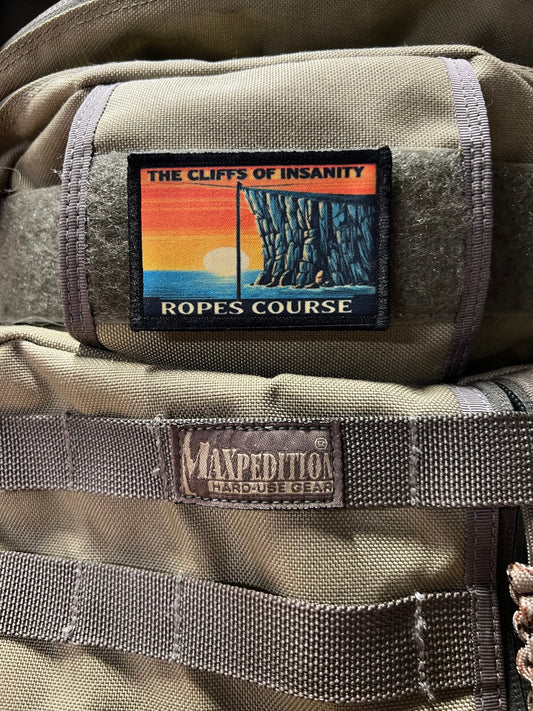 THE CLIFFS OF INSANITY
ROPES COURSE
MAXPEDITION®
HARD-USE GEAR